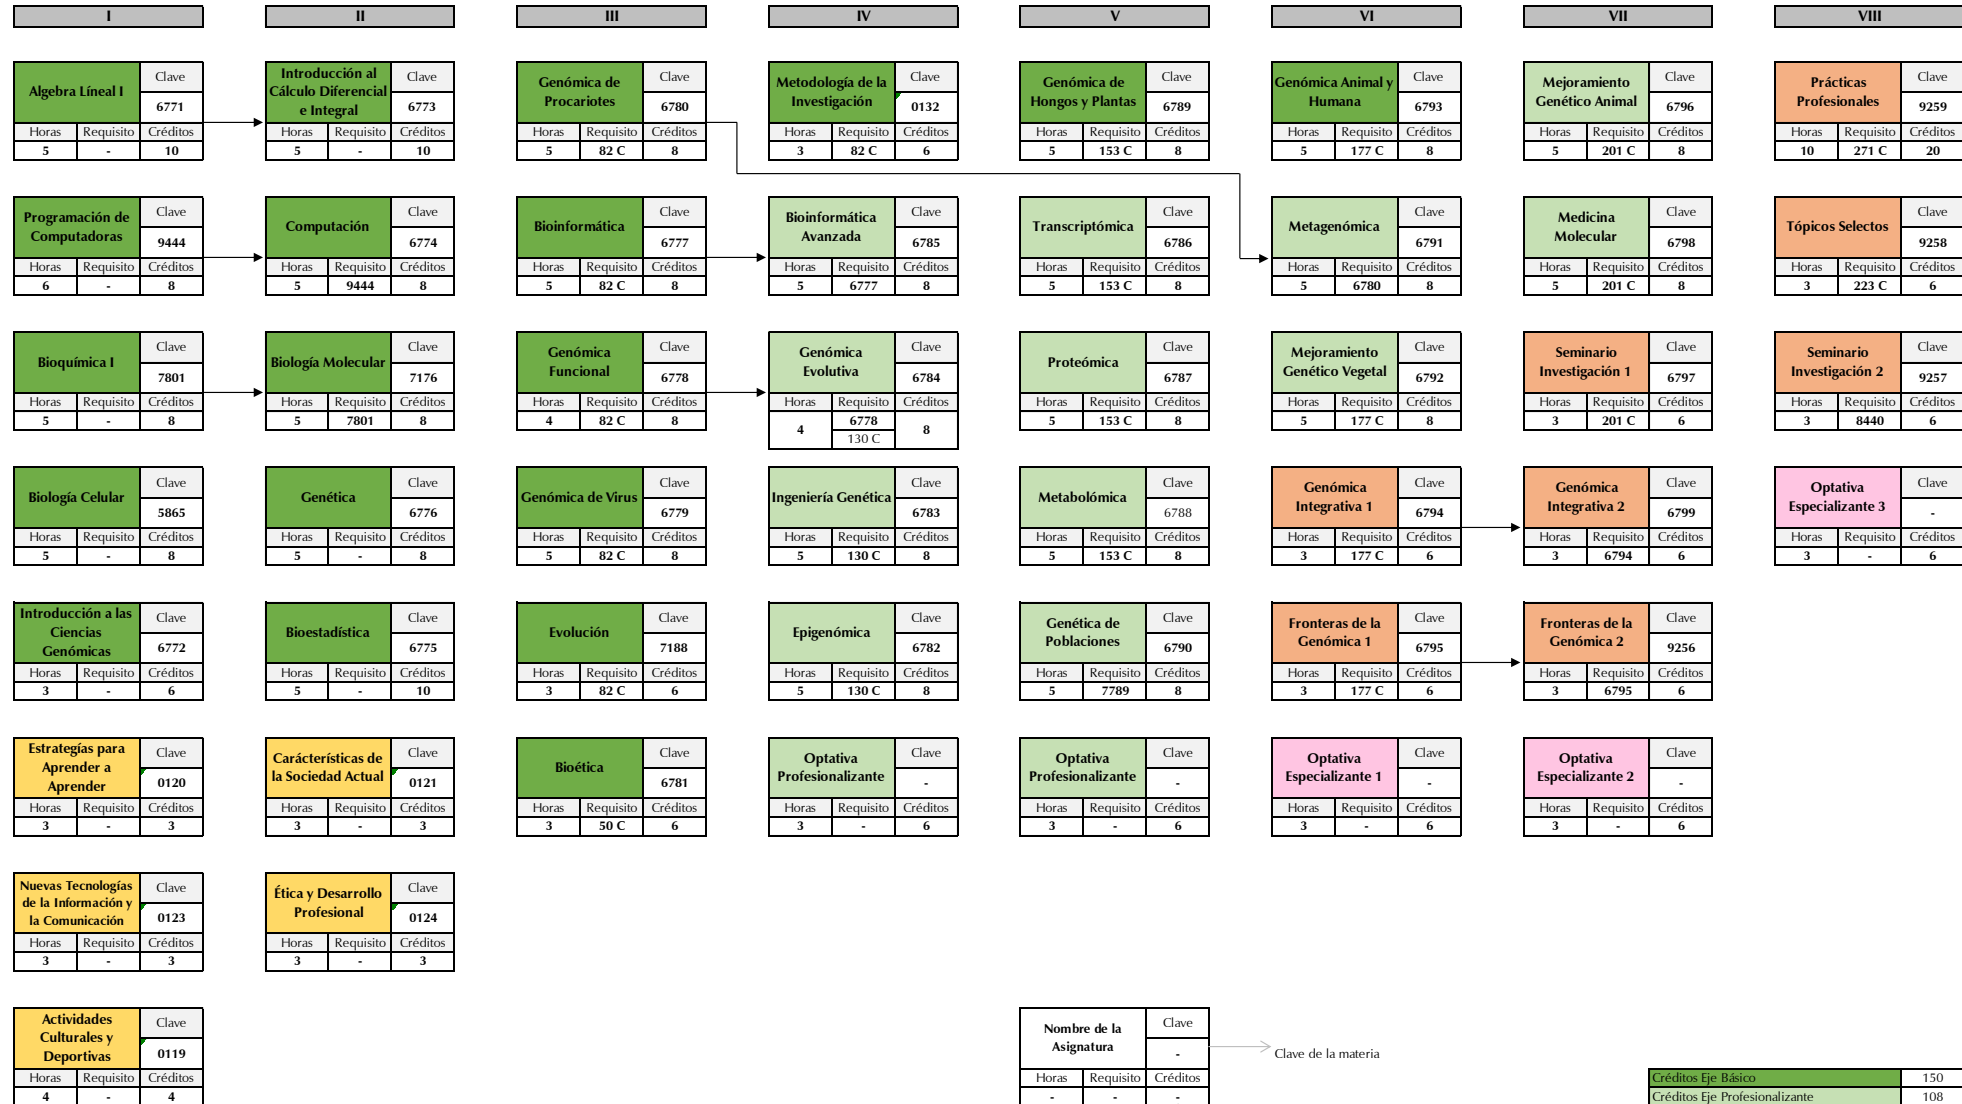 I II III IV V VI VII VIII
Algebra Líneal I Clave 6771
Horas Requisito Créditos
5 - 10
Introducción al Cálculo Diferencial e Integral Clave 6773
Horas Requisito Créditos
5 - 10
Genómica de Procariotes Clave 6780
Horas Requisito Créditos
5 82 C 8
Metodología de la Investigación Clave 0132
Horas Requisito Créditos
3 82 C 6
Genómica de Hongos y Plantas Clave 6789
Horas Requisito Créditos
5 153 C 8
Genómica Animal y Humana Clave 6793
Horas Requisito Créditos
5 177 C 8
Mejoramiento Genético Animal Clave 6796
Horas Requisito Créditos
5 201 C 8
Prácticas Profesionales Clave 9259
Horas Requisito Créditos
10 271 C 20
Programación de Computadoras Clave 9444
Horas Requisito Créditos
6 - 8
Computación Clave 6774
Horas Requisito Créditos
5 9444 8
Bioinformática Clave 6777
Horas Requisito Créditos
5 82 C 8
Bioinformática Avanzada Clave 6785
Horas Requisito Créditos
5 6777 8
Transcriptómica Clave 6786
Horas Requisito Créditos
5 153 C 8
Metagenómica Clave 6791
Horas Requisito Créditos
5 6780 8
Medicina Molecular Clave 6798
Horas Requisito Créditos
5 201 C 8
Tópicos Selectos Clave 9258
Horas Requisito Créditos
3 223 C 6
Bioquímica I Clave 7801
Horas Requisito Créditos
5 - 8
Biología Molecular Clave 7176
Horas Requisito Créditos
5 7801 8
Genómica Funcional Clave 6778
Horas Requisito Créditos
4 82 C 8
Genómica Evolutiva Clave 6784
Horas Requisito Créditos
4 6778 130 C 8
Proteómica Clave 6787
Horas Requisito Créditos
5 153 C 8
Mejoramiento Genético Vegetal Clave 6792
Horas Requisito Créditos
5 177 C 8
Seminario Investigación 1 Clave 6797
Horas Requisito Créditos
3 201 C 6
Seminario Investigación 2 Clave 9257
Horas Requisito Créditos
3 8440 6
Biología Celular Clave 5865
Horas Requisito Créditos
5 - 8
Genética Clave 6776
Horas Requisito Créditos
5 - 8
Genómica de Virus Clave 6779
Horas Requisito Créditos
5 82 C 8
Ingeniería Genética Clave 6783
Horas Requisito Créditos
5 130 C 8
Metabolómica Clave 6788
Horas Requisito Créditos
5 153 C 8
Genómica Integrativa 1 Clave 6794
Horas Requisito Créditos
3 177 C 6
Genómica Integrativa 2 Clave 6799
Horas Requisito Créditos
3 6794 6
Optativa Especializante 3 Clave -
Horas Requisito Créditos
3 - 6
Introducción a las Ciencias Genómicas Clave 6772
Horas Requisito Créditos
3 - 6
Bioestadística Clave 6775
Horas Requisito Créditos
5 - 10
Evolución Clave 7188
Horas Requisito Créditos
3 82 C 6
Epigenómica Clave 6782
Horas Requisito Créditos
5 130 C 8
Genética de Poblaciones Clave 6790
Horas Requisito Créditos
5 7789 8
Fronteras de la Genómica 1 Clave 6795
Horas Requisito Créditos
3 177 C 6
Fronteras de la Genómica 2 Clave 9256
Horas Requisito Créditos
3 6795 6
Estrategías para Aprender a Aprender Clave 0120
Horas Requisito Créditos
3 - 3
Carácterísticas de la Sociedad Actual Clave 0121
Horas Requisito Créditos
3 - 3
Bioética Clave 6781
Horas Requisito Créditos
3 50 C 6
Optativa Profesionalizante Clave -
Horas Requisito Créditos
3 - 6
Optativa Profesionalizante Clave -
Horas Requisito Créditos
3 - 6
Optativa Especializante 1 Clave -
Horas Requisito Créditos
3 - 6
Optativa Especializante 2 Clave -
Horas Requisito Créditos
3 - 6
Nuevas Tecnologías de la Información y la Comunicación Clave 0123
Horas Requisito Créditos
3 - 3
Ética y Desarrollo Profesional Clave 0124
Horas Requisito Créditos
3 - 3
Actividades Culturales y Deportivas Clave 0119
Horas Requisito Créditos
4 - 4
Nombre de la Asignatura Clave -
Clave de la materia
Horas Requisito Créditos
- - -
Créditos Eje Básico 150
Créditos Eje Profesionalizante 108